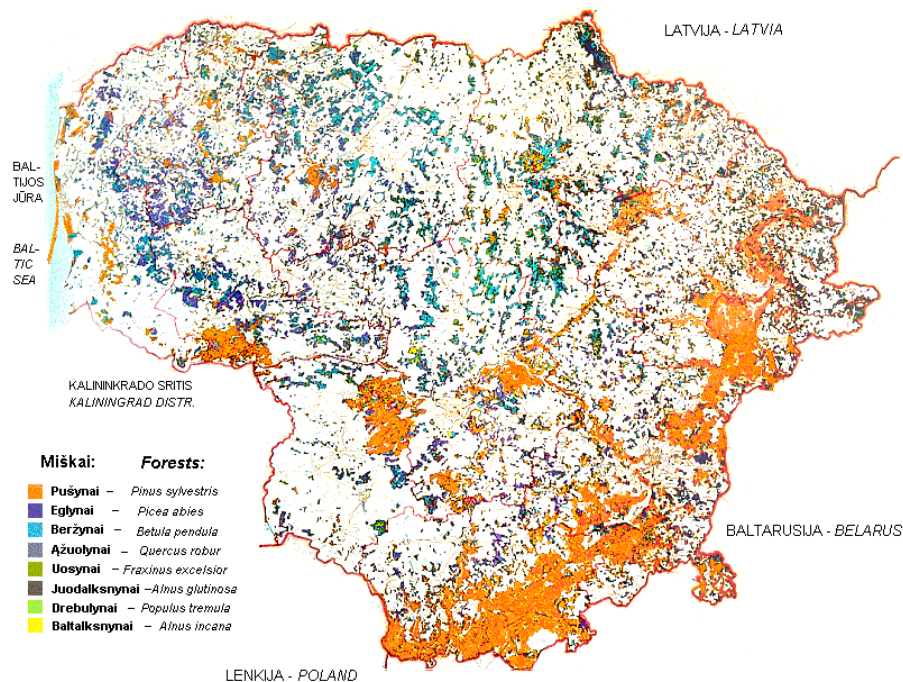 LATVIJA - LATVIA
BAL-
TIJOS
JŪRA
BAL-
TIC
SEA
KALININKRADO SRITIS
KALININGRAD DISTR.
Miškai: Forests:
Pušynai – Pinus sylvestris
Eglynai – Picea abies
Beržynai – Betula pendula
Ąžuolynai – Quercus robur
Uosynai – Fraxinus excelsior
Juodalksnynai – Alnus glutinosa
Drebulynai – Populus tremula
Baltalksnynai – Alnus incana
BALTARUSIJA - BELARUS
LENKIJA - POLAND